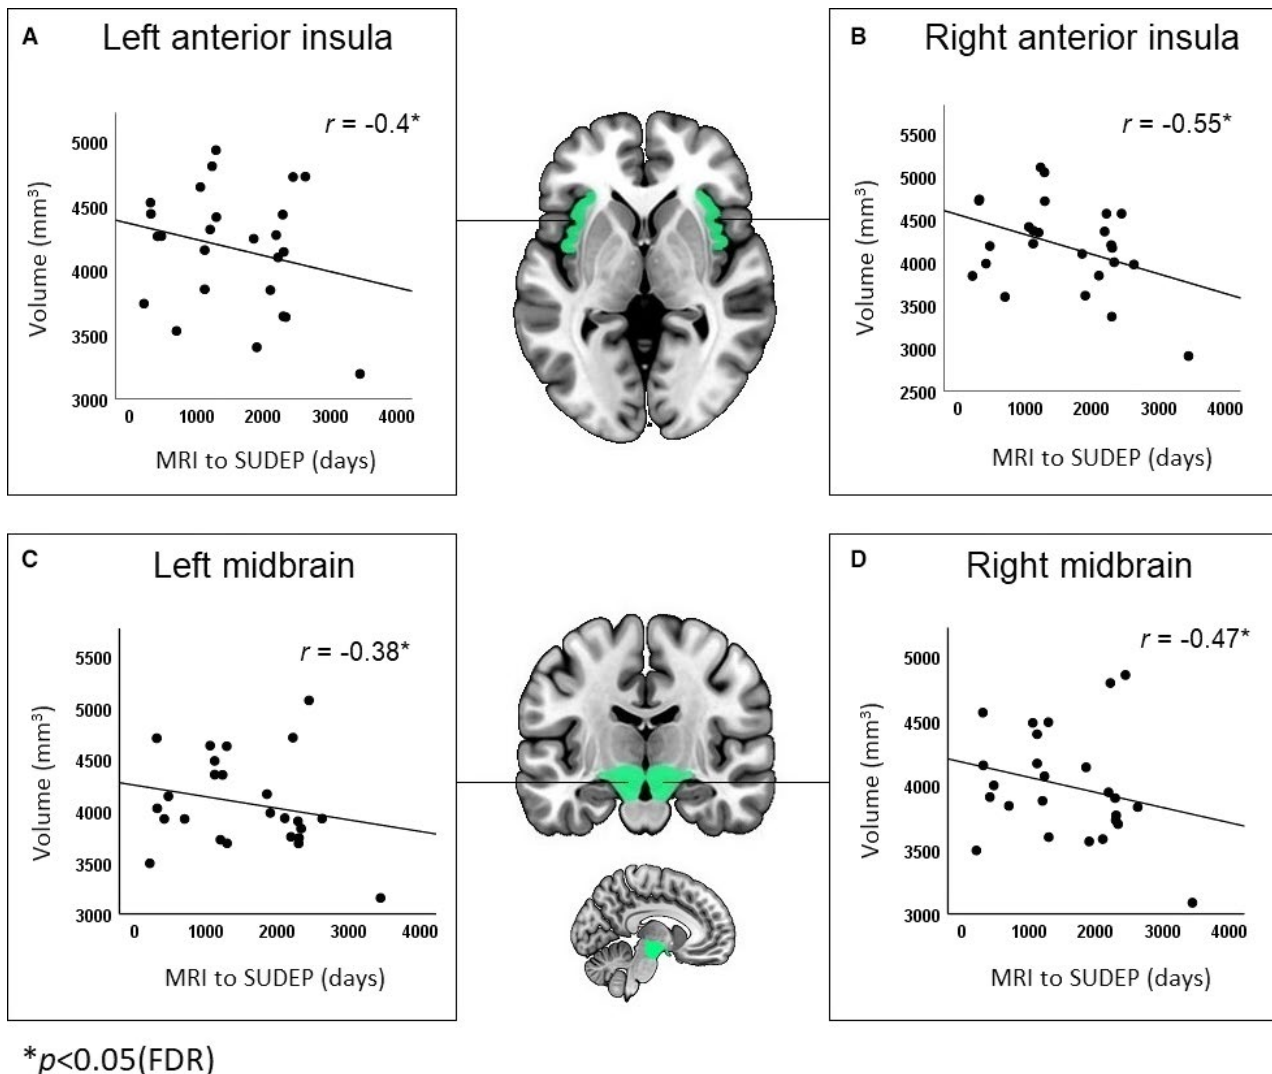 A Left anterior insula
r = -0.4*
5000
4500
4000
3500
3000
Volume (mm³)
0 1000 2000 3000 4000
MRI to SUDEP (days)
B Right anterior insula
r = -0.55*
5500
5000
4500
4000
3500
3000
2500
Volume (mm³)
0 1000 2000 3000 4000
MRI to SUDEP (days)
C Left midbrain
r = -0.38*
5500
5000
4500
4000
3500
3000
Volume (mm³)
0 1000 2000 3000 4000
MRI to SUDEP (days)
D Right midbrain
r = -0.47*
5000
4500
4000
3500
3000
Volume (mm³)
0 1000 2000 3000 4000
MRI to SUDEP (days)
*p<0.05(FDR)